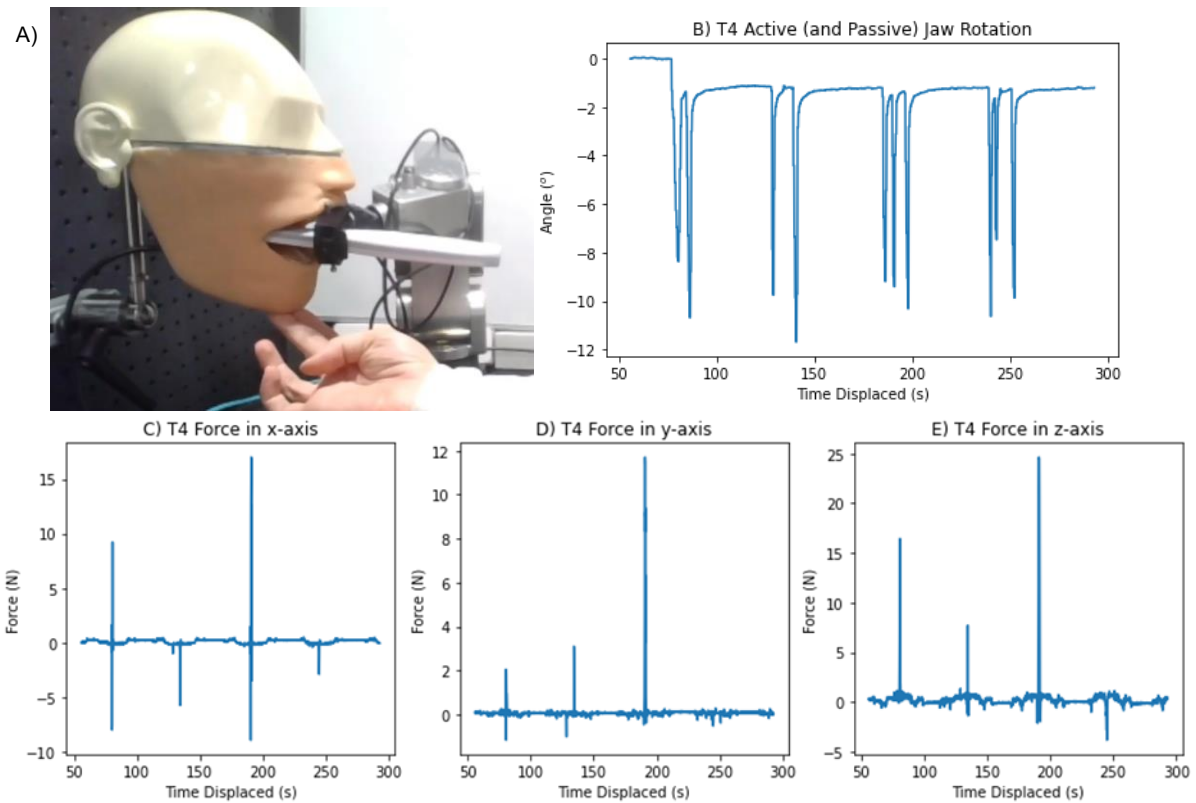 A)
B) T4 Active (and Passive) Jaw Rotation
0
−2
−4
−6
−8
−10
−12
Angle (°)
50 100 150 200 250 300
Time Displaced (s)
C) T4 Force in x-axis
15
10
5
0
−5
−10
Force (N)
50 100 150 200 250 300
Time Displaced (s)
D) T4 Force in y-axis
12
10
8
6
4
2
0
Force (N)
50 100 150 200 250 300
Time Displaced (s)
E) T4 Force in z-axis
25
20
15
10
5
0
−5
Force (N)
50 100 150 200 250 300
Time Displaced (s)